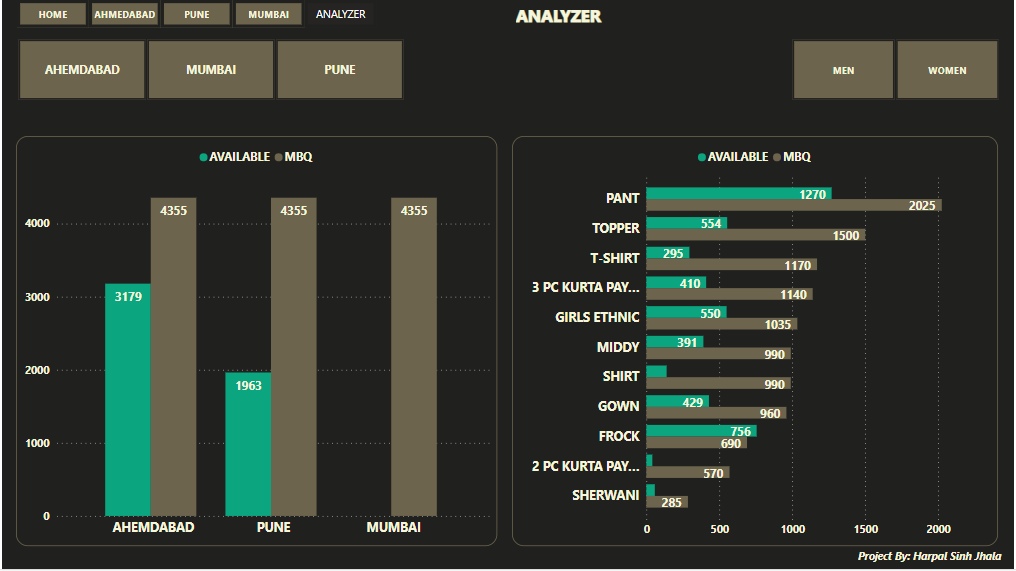 HOME AHMEDABAD PUNE MUMBAI ANALYZER
ANALYZER
AHEMDABAD MUMBAI PUNE
MEN WOMEN
AVAILABLE MBQ
4000
3000
2000
1000
0
3179 4355
1963 4355
4355
AHEMDABAD PUNE MUMBAI
AVAILABLE MBQ
PANT 1270
2025
TOPPER 554
1500
T-SHIRT 295
1170
3 PC KURTA PAY... 410
1140
GIRLS ETHNIC 550
1035
MIDDY 391
990
SHIRT
990
GOWN 429
960
FROCK 756
690
2 PC KURTA PAY...
570
SHERWANI
285
0 500 1000 1500 2000
Project By: Harpal Sinh Jhala